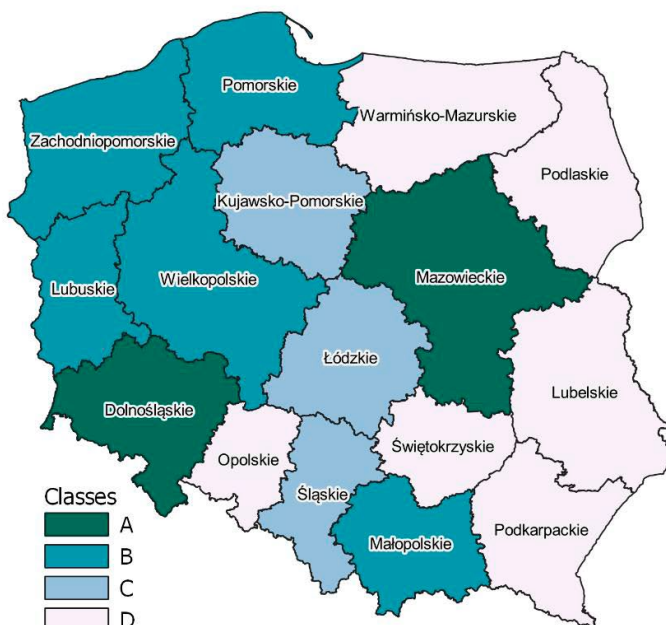 Pomorskie
Warmińsko-Mazurskie
Zachodniopomorskie
Podlaskie
Kujawsko-Pomorskie
Mazowieckie
Wielkopolskie
Lubuskie
Łódzkie
Lubelskie
Dolnośląskie
Świętokrzyskie
Opolskie
Śląskie
Podkarpackie
Małopolskie
Classes
A
B
C
D